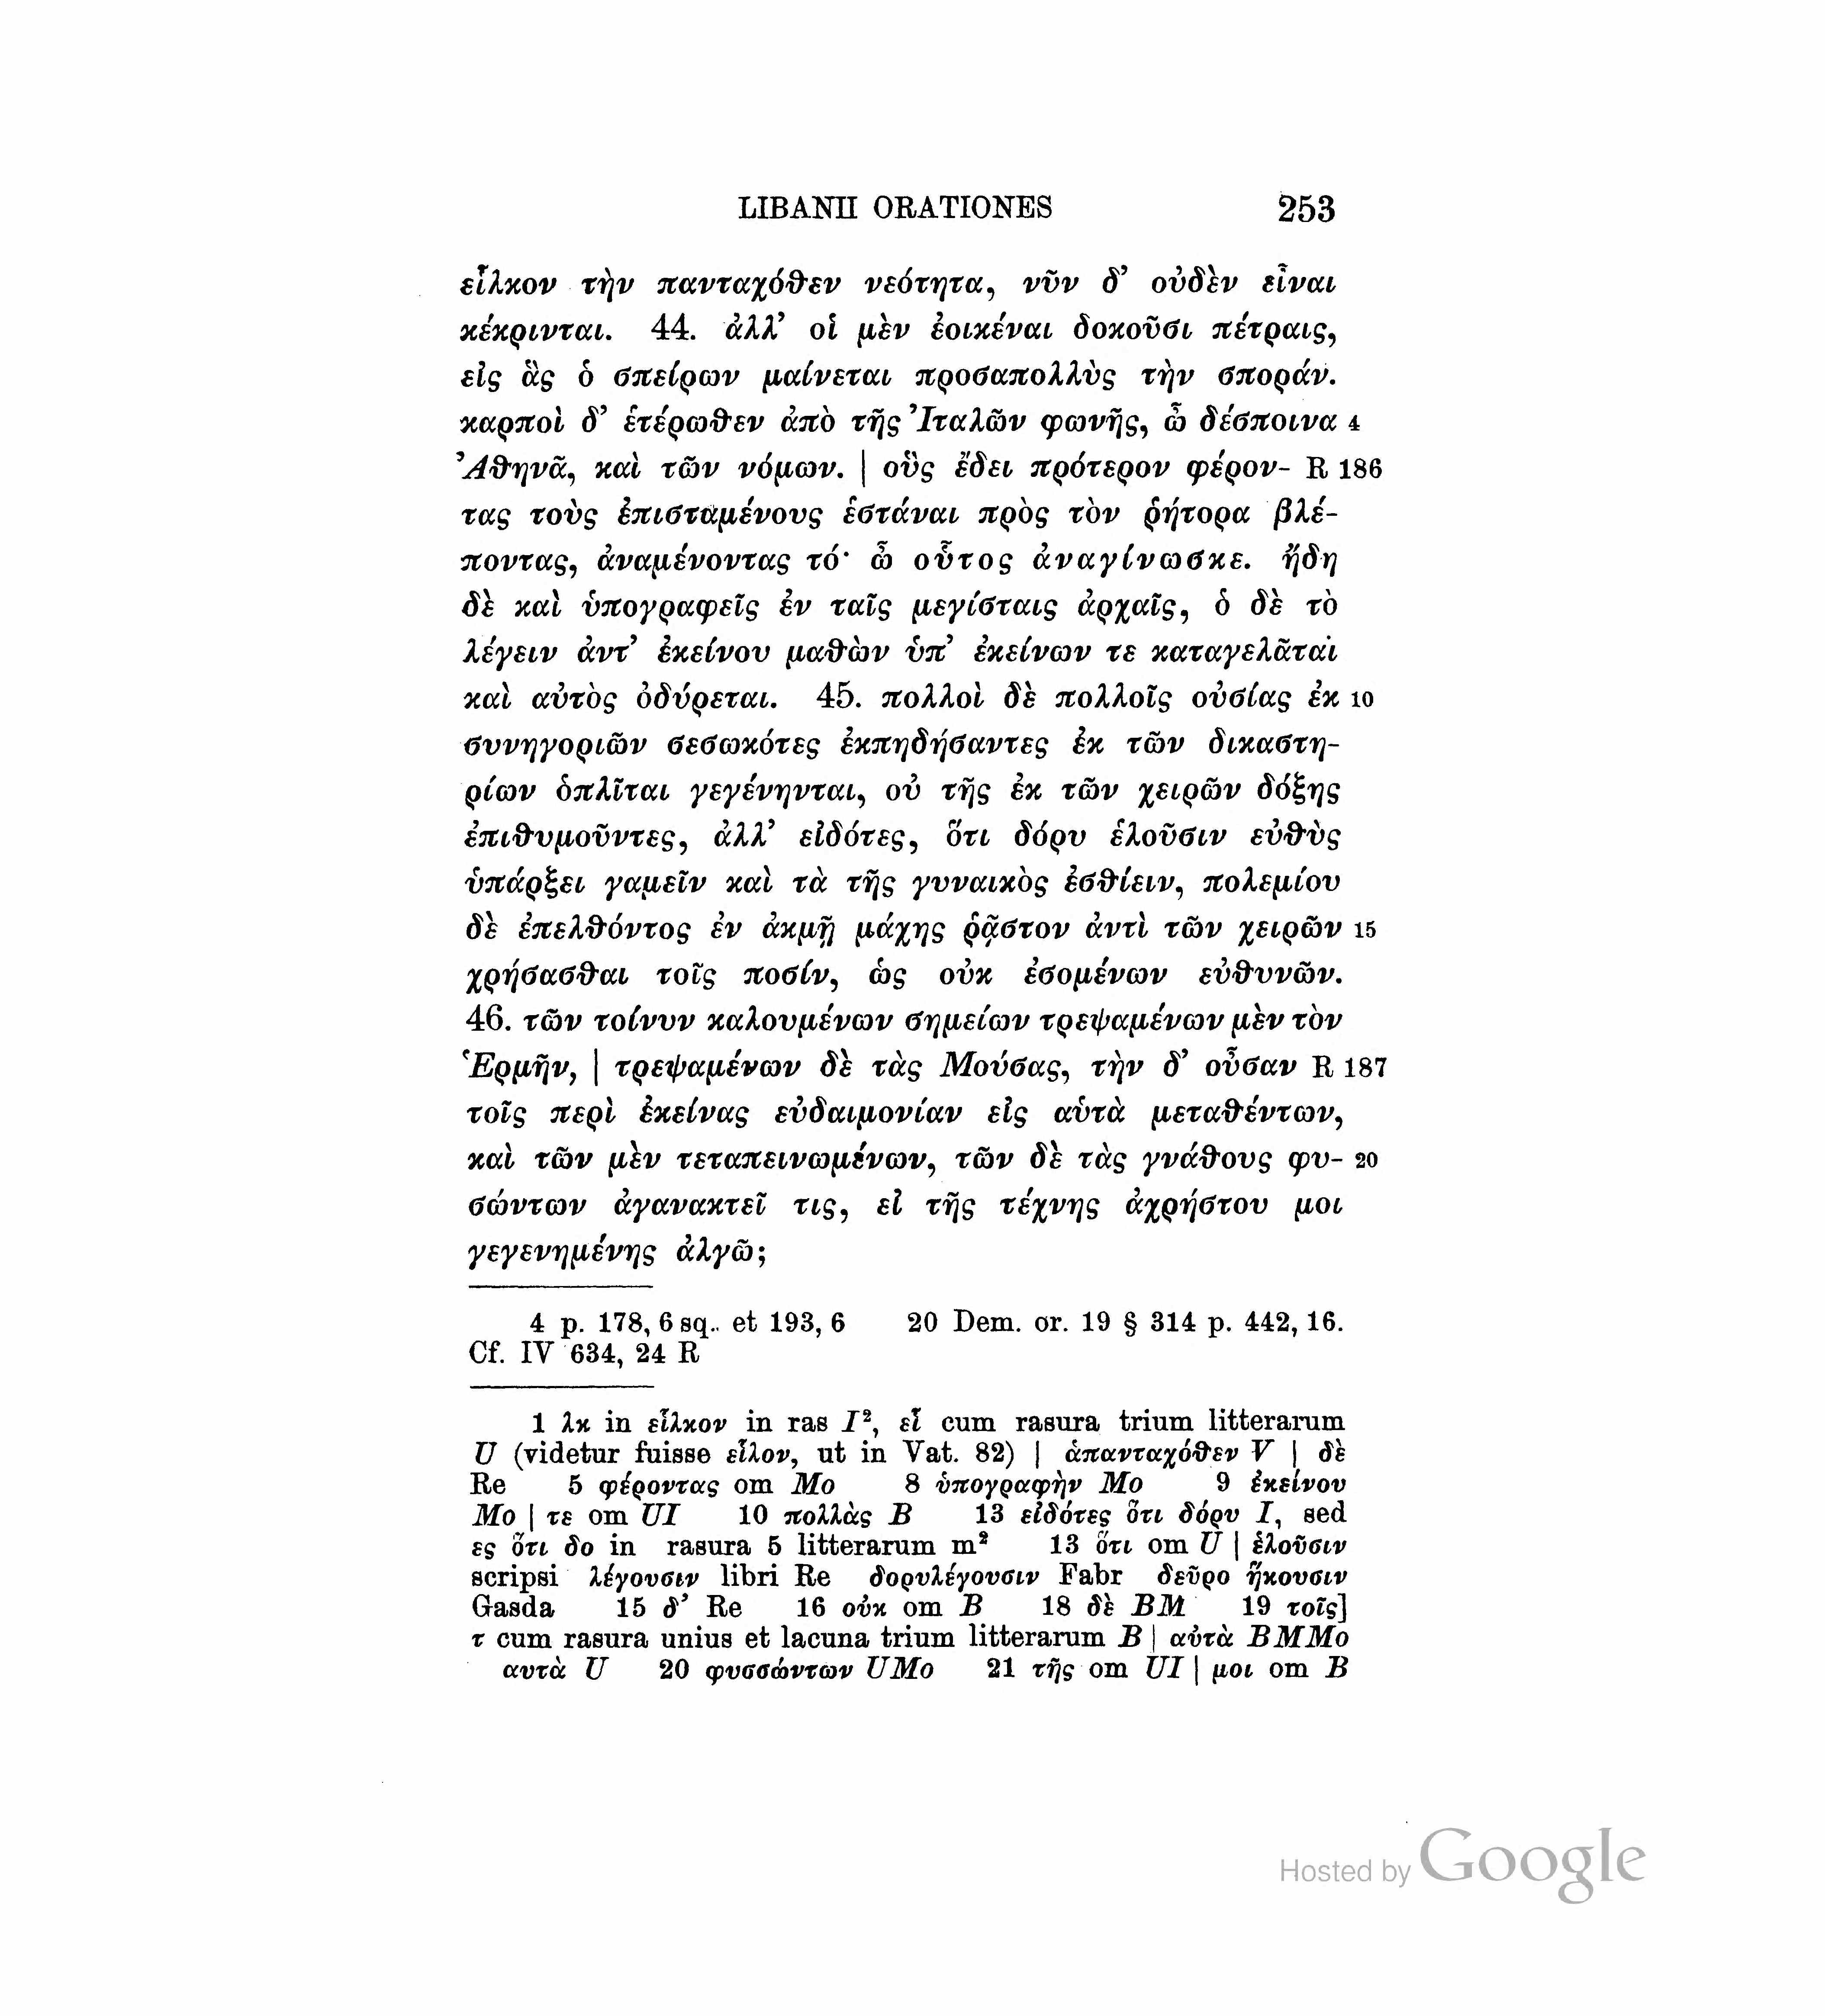 LIBANII ORATIONES 253
εἷλκον τὴν πανταχόθεν νεότητα, νῦν δ’ οὐδὲν εἶναι
κέκρινται. 44. ἀλλ’ οἱ μὲν ἐοικέναι δοκοῦσι πέτραις,
εἰς ἃς ὁ σπείρων μαίνεται προσαπολλὺς τὴν σποράν.
καρποὶ δ’ ἑτέρωθεν ἀπὸ τῆς Ἰταλῶν φωνῆς, ὦ δέσποινα 4
Ἀθηνᾶ, καὶ τῶν νόμων. | οὓς ἔδει πρότερον φέρον- R 186
τας τοὺς ἐπισταμένους ἑστάναι πρὸς τὸν ῥήτορα βλέ-
ποντας, ἀναμένοντας τό· ὦ οὗτος ἀναγίνωσκε. ἤδη
δὲ καὶ ὑπογραφεῖς ἐν ταῖς μεγίσταις ἀρχαῖς, ὁ δὲ τὸ
λέγειν ἀντ’ ἐκείνου μαθὼν ὑπ’ ἐκείνων τε καταγελᾶται
καὶ αὐτὸς ὀδύρεται. 45. πολλοὶ δὲ πολλοῖς οὐσίας ἐκ 10
συνηγοριῶν σεσωκότες ἐκπηδήσαντες ἐκ τῶν δικαστη-
ρίων ὁπλῖται γεγένηνται, οὐ τῆς ἐκ τῶν χειρῶν δόξης
ἐπιθυμοῦντες, ἀλλ’ εἰδότες, ὅτι δόρυ ἑλοῦσιν εὐθὺς
ὑπάρξει γαμεῖν καὶ τὰ τῆς γυναικὸς ἐσθίειν, πολεμίου
δὲ ἐπελθόντος ἐν ἀκμῇ μάχης ῥᾷστον ἀντὶ τῶν χειρῶν 15
χρήσασθαι τοῖς ποσίν, ὡς οὐκ ἐσομένων εὐθυνῶν.
46. τῶν τοίνυν καλουμένων σημείων τρεψαμένων μὲν τὸν
Ἑρμῆν, | τρεψαμένων δὲ τὰς Μούσας, τὴν δ’ οὖσαν R 187
τοῖς περὶ ἐκείνας εὐδαιμονίαν εἰς αὑτὰ μεταθέντων,
καὶ τῶν μὲν τεταπεινωμένων, τῶν δὲ τὰς γνάθους φυ- 20
σώντων ἀγανακτεῖ τις, εἰ τῆς τέχνης ἀχρήστου μοι
γεγενημένης ἀλγῶ;
4 p. 178, 6 sq. et 193, 6 20 Dem. or. 19 § 314 p. 442, 16.
Cf. IV 634, 24 R
1 λκ in εἷλκον in ras I², εἷ cum rasura trium litterarum
U (videtur fuisse εἷλον, ut in Vat. 82) | ἁπανταχόθεν V | δὲ
Re 5 φέροντας om Mo 8 ὑπογραφὴν Mo 9 ἐκείνου
Mo | τε om UI 10 πολλὰς B 13 εἰδότες ὅτι δόρυ I, sed
ες ὅτι δο in rasura 5 litterarum m² 13 ὅτι om U | ἑλοῦσιν
scripsi λέγουσιν libri Re δορυλέγουσιν Fabr δεῦρο ἥκουσιν
Gasda 15 δ’ Re 16 οὐκ om B 18 δὲ BM 19 τοῖς]
τ cum rasura unius et lacuna trium litterarum B | αὐτὰ BMMo
αυτὰ U 20 φυσσώντων UMo 21 τῆς om UI | μοι om B
Hosted by Google